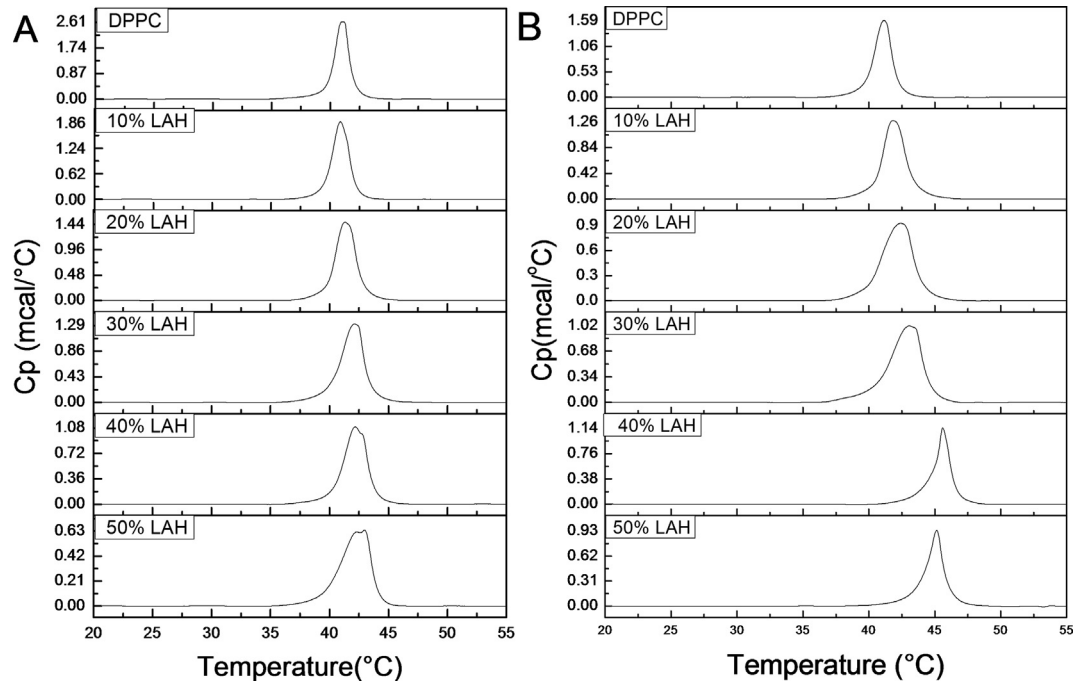 A
Cp (mcal/°C)
DPPC
2.61
1.74
0.87
0.00
10% LAH
1.86
1.24
0.62
0.00
20% LAH
1.44
0.96
0.48
0.00
30% LAH
1.29
0.86
0.43
0.00
40% LAH
1.08
0.72
0.36
0.00
50% LAH
0.63
0.42
0.21
0.00
20 25 30 35 40 45 50 55
Temperature(°C)
B
Cp(mcal/°C)
DPPC
1.59
1.06
0.53
0.00
10% LAH
1.26
0.84
0.42
0.00
20% LAH
0.9
0.6
0.3
0.0
30% LAH
1.02
0.68
0.34
0.00
40% LAH
1.14
0.76
0.38
0.00
50% LAH
0.93
0.62
0.31
0.00
20 25 30 35 40 45 50 55
Temperature (°C)